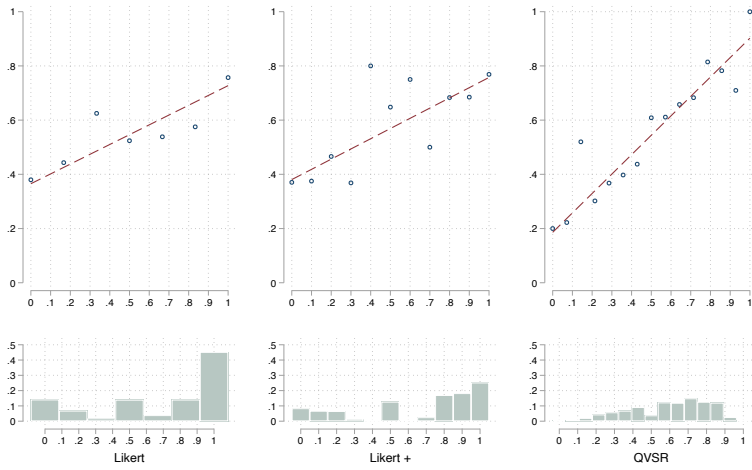 1 1 1
.8 .8 .8
.6 .6 .6
.4 .4 .4
.2 .2 .2
0 0 0
0 .1 .2 .3 .4 .5 .6 .7 .8 .9 1 0 .1 .2 .3 .4 .5 .6 .7 .8 .9 1 0 .1 .2 .3 .4 .5 .6 .7 .8 .9 1
.5 .5 .5
.4 .4 .4
.3 .3 .3
.2 .2 .2
.1 .1 .1
0 0 0
0 .1 .2 .3 .4 .5 .6 .7 .8 .9 1 0 .1 .2 .3 .4 .5 .6 .7 .8 .9 1 0 .1 .2 .3 .4 .5 .6 .7 .8 .9 1
Likert Likert + QVSR